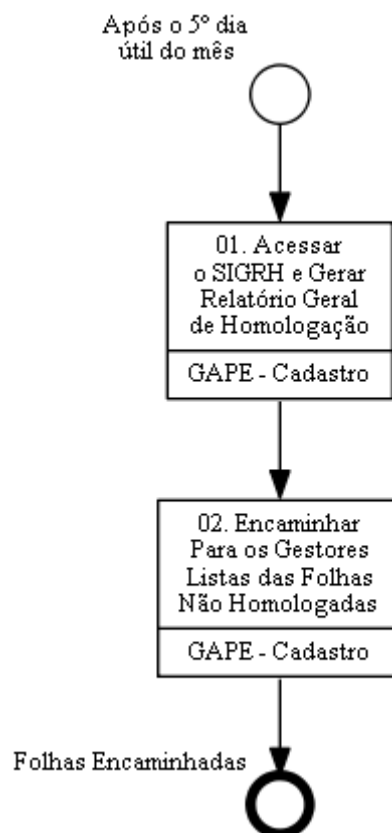 Após o 5º dia
útil do mês
01. Acessar
o SIGRH e Gerar
Relatório Geral
de Homologação
GAPE - Cadastro
02. Encaminhar
Para os Gestores
Listas das Folhas
Não Homologadas
GAPE - Cadastro
Folhas Encaminhadas